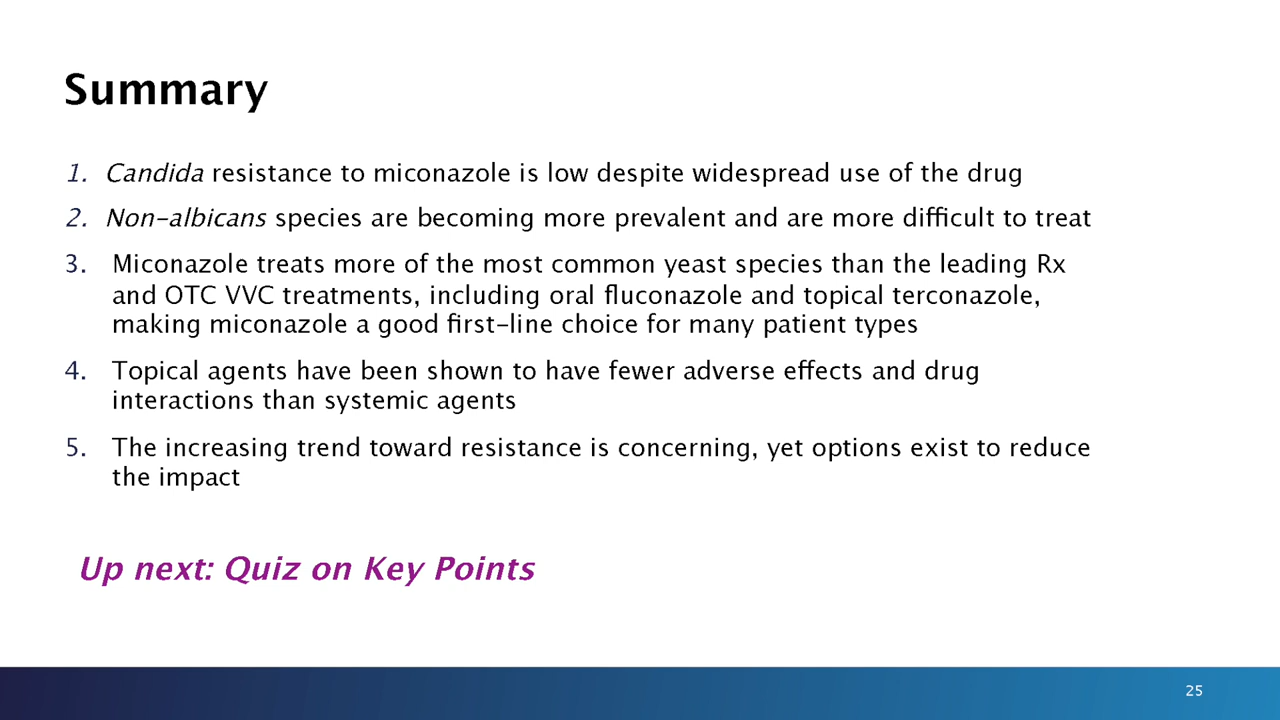 Summary
1. Candida resistance to miconazole is low despite widespread use of the drug
2. Non-albicans species are becoming more prevalent and are more difficult to treat
3. Miconazole treats more of the most common yeast species than the leading Rx
and OTC VVC treatments, including oral fluconazole and topical terconazole,
making miconazole a good first-line choice for many patient types
4. Topical agents have been shown to have fewer adverse effects and drug
interactions than systemic agents
5. The increasing trend toward resistance is concerning, yet options exist to reduce
the impact
Up next: Quiz on Key Points
25